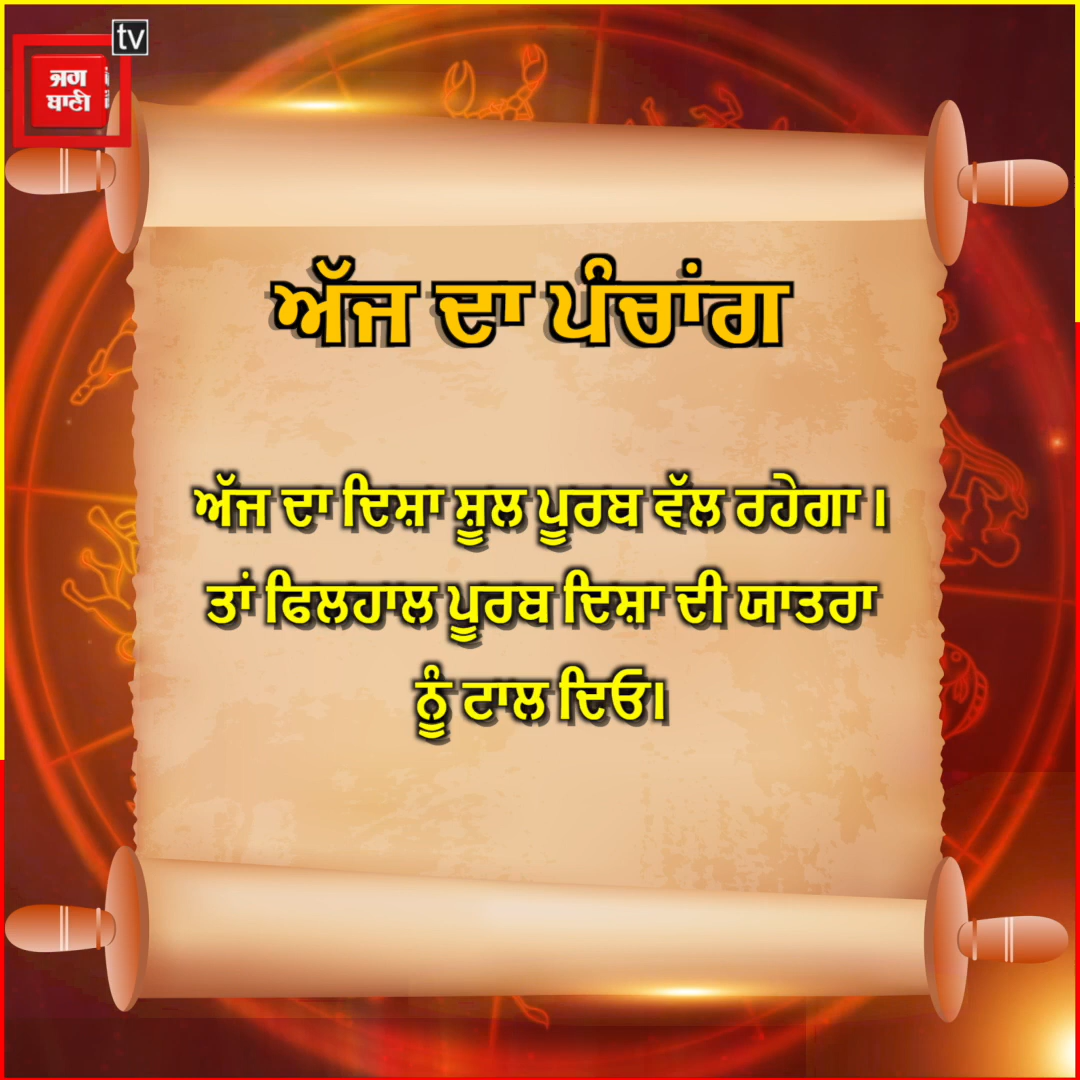 tv
ਜਗ
ਬਾਣੀ
ਅੱਜ ਦਾ ਪੰਚਾਂਗ
ਅੱਜ ਦਾ ਦਿਸ਼ਾ ਸ਼ੂਲ ਪੂਰਬ ਵੱਲ ਰਹੇਗਾ ।
ਤਾਂ ਫਿਲਹਾਲ ਪੂਰਬ ਦਿਸ਼ਾ ਦੀ ਯਾਤਰਾ
ਨੂੰ ਟਾਲ ਦਿਓ।